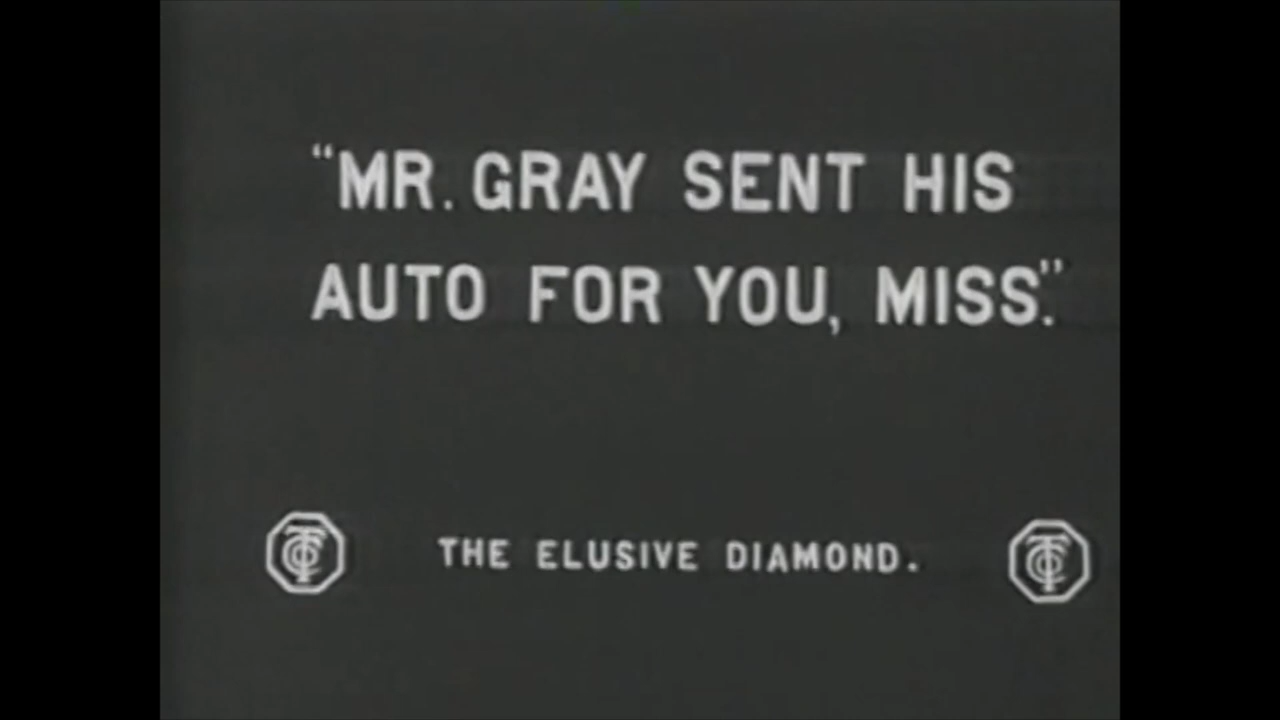 "MR. GRAY SENT HIS
AUTO FOR YOU, MISS."
THE ELUSIVE DIAMOND.